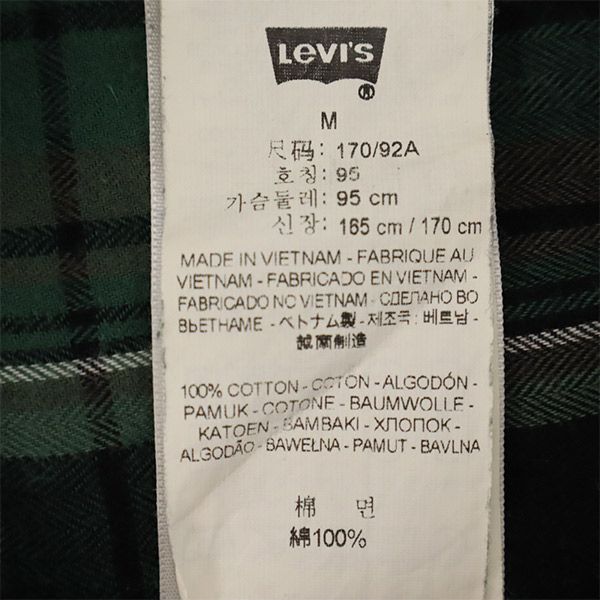 Levi's
®
M
尺码: 170/92A
호칭: 95
가슴둘레: 95 cm
신장: 165 cm / 170 cm
MADE IN VIETNAM - FABRIQUE AU
VIETNAM - FABRICADO EN VIETNAM -
FABRICADO NO VIETNAM - СДЕЛАНО ВО
ВЬЕТНАМЕ - ベトナム製 - 제조국: 베트남 -
越南制造
100% COTTON - COTON - ALGODÓN -
PAMUK - COTONE - BAUMWOLLE -
KATOEN - BAMBAKI - ХЛОПОК -
ALGODÃO - BAWEŁNA - PAMUT - BAVLNA
棉 면
綿100%